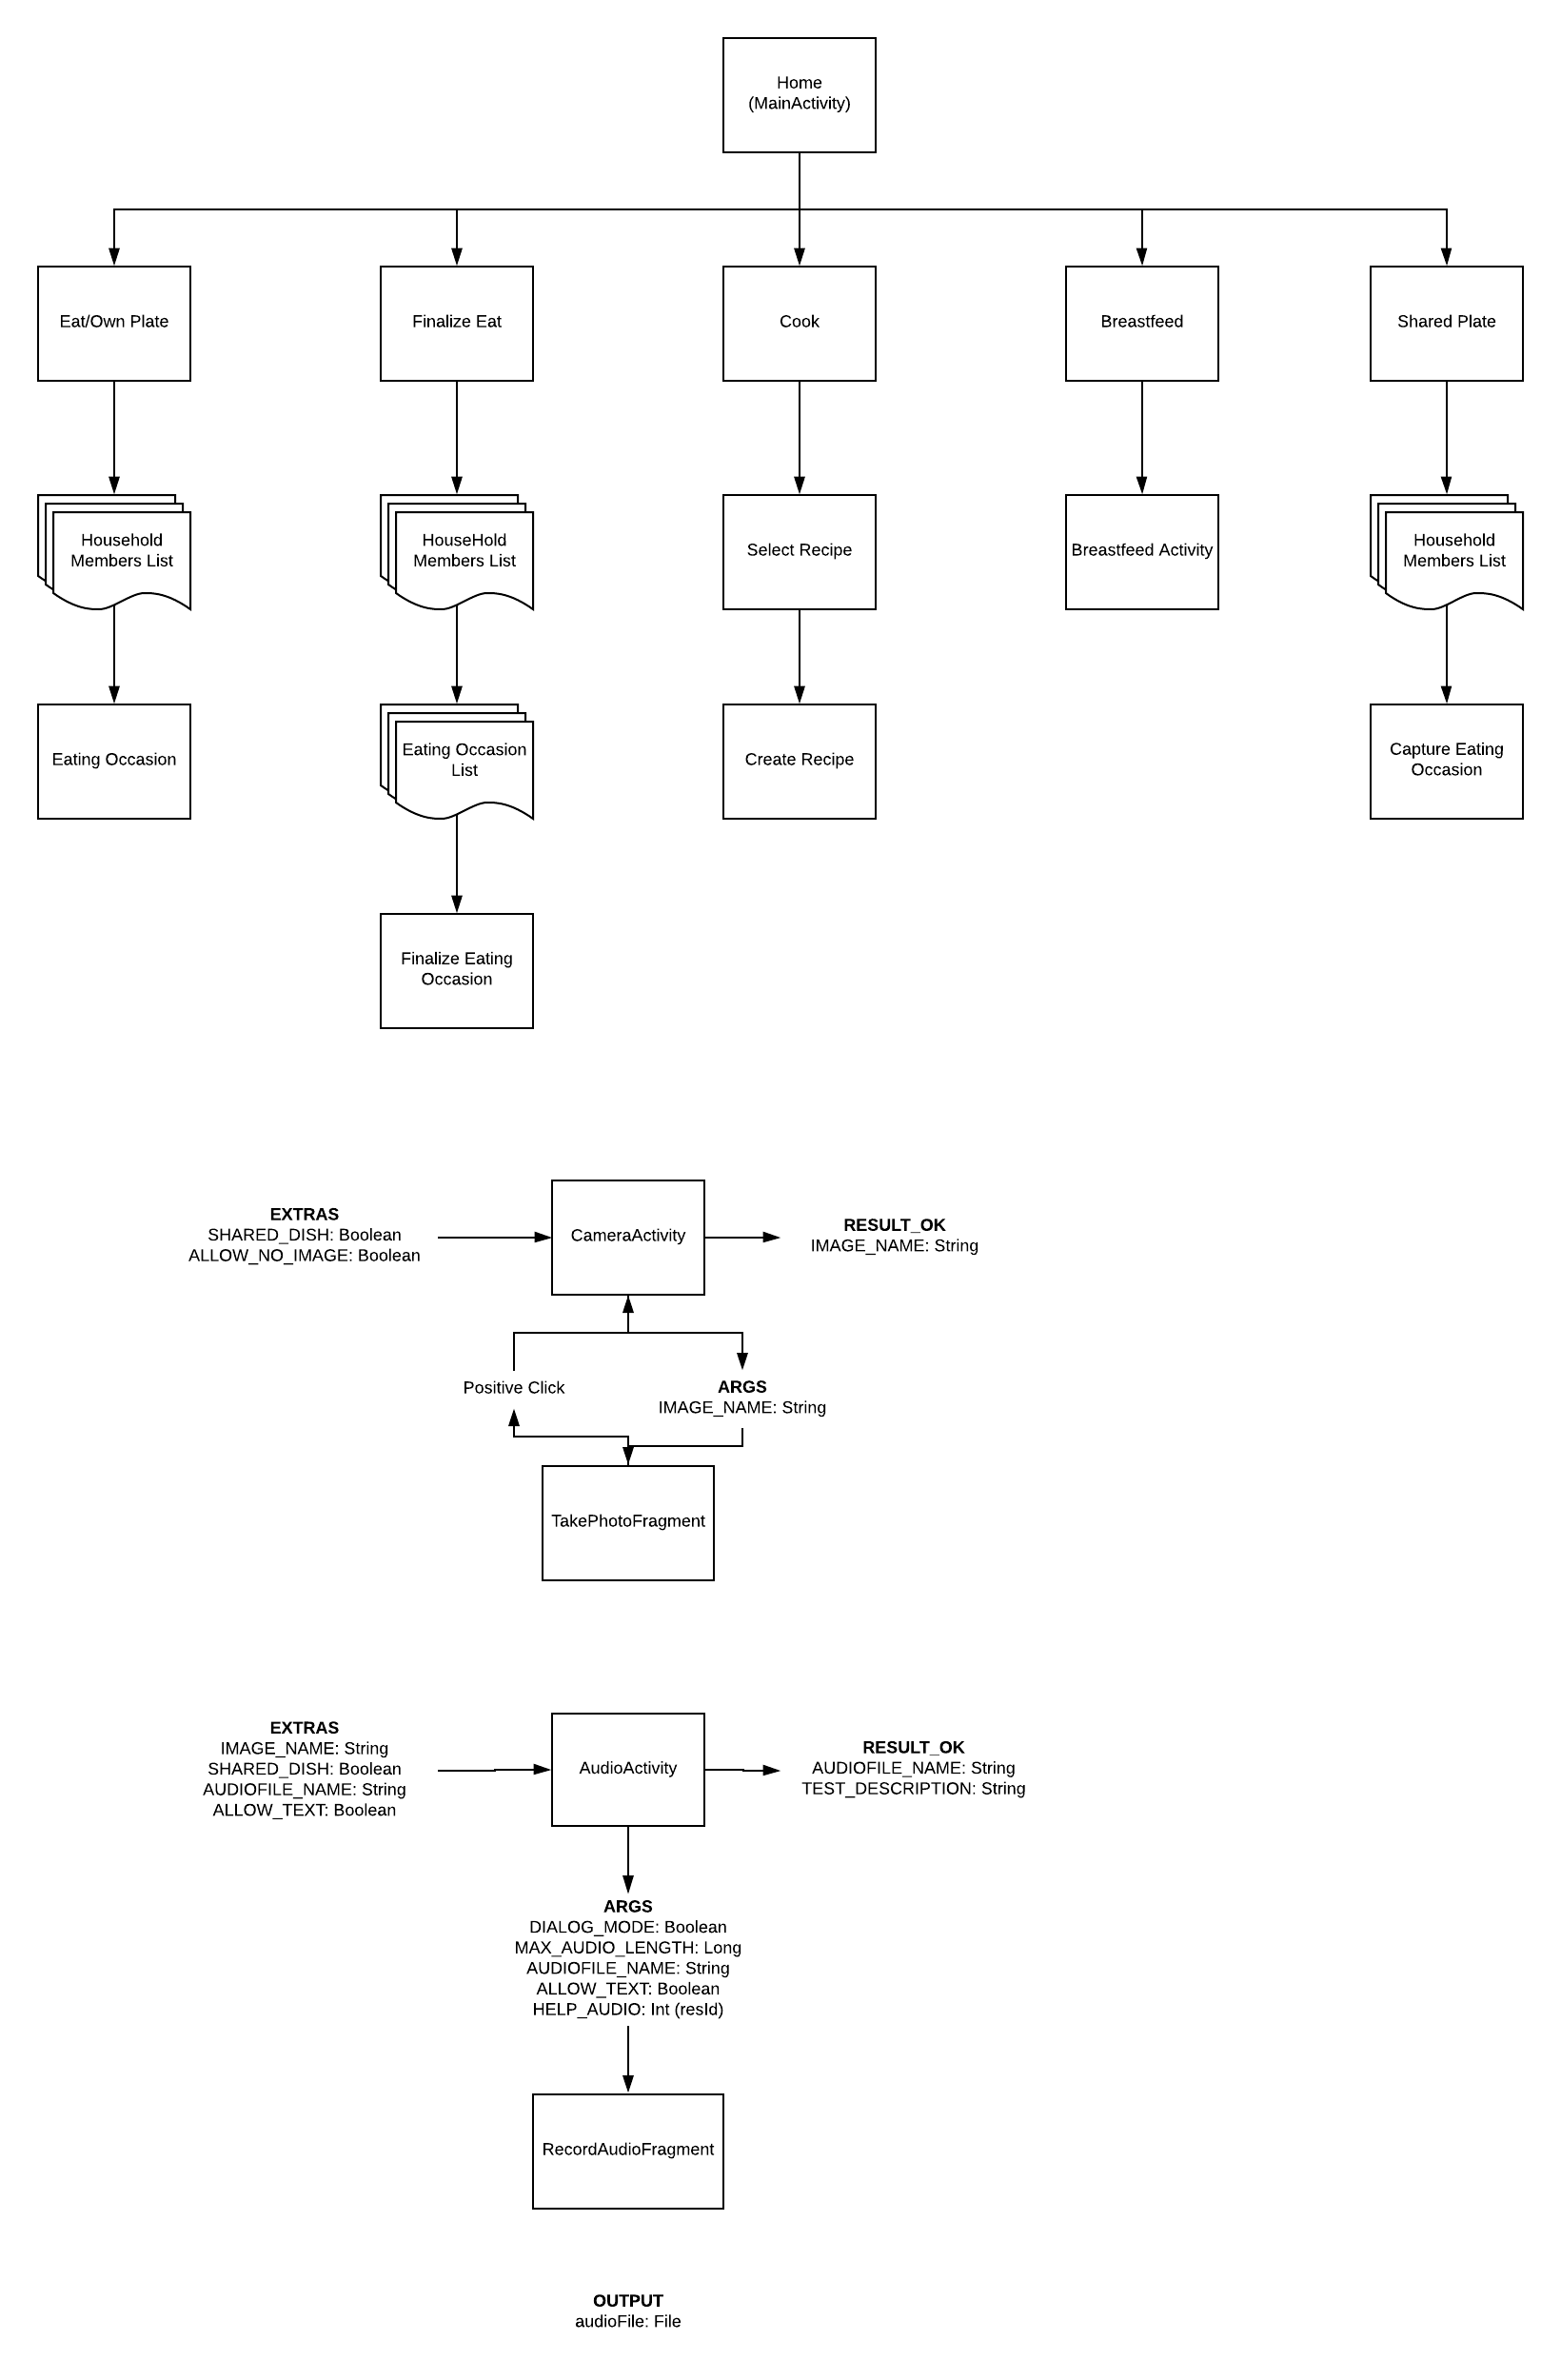 Home
(MainActivity)
Eat/Own Plate
Finalize Eat
Cook
Breastfeed
Shared Plate
Household
Members List
HouseHold
Members List
Select Recipe
Breastfeed Activity
Household
Members List
Eating Occasion
Eating Occasion
List
Create Recipe
Capture Eating
Occasion
Finalize Eating
Occasion
EXTRAS
SHARED_DISH: Boolean
ALLOW_NO_IMAGE: Boolean
CameraActivity
RESULT_OK
IMAGE_NAME: String
Positive Click
ARGS
IMAGE_NAME: String
TakePhotoFragment
EXTRAS
IMAGE_NAME: String
SHARED_DISH: Boolean
AUDIOFILE_NAME: String
ALLOW_TEXT: Boolean
AudioActivity
RESULT_OK
AUDIOFILE_NAME: String
TEST_DESCRIPTION: String
ARGS
DIALOG_MODE: Boolean
MAX_AUDIO_LENGTH: Long
AUDIOFILE_NAME: String
ALLOW_TEXT: Boolean
HELP_AUDIO: Int (resId)
RecordAudioFragment
OUTPUT
audioFile: File